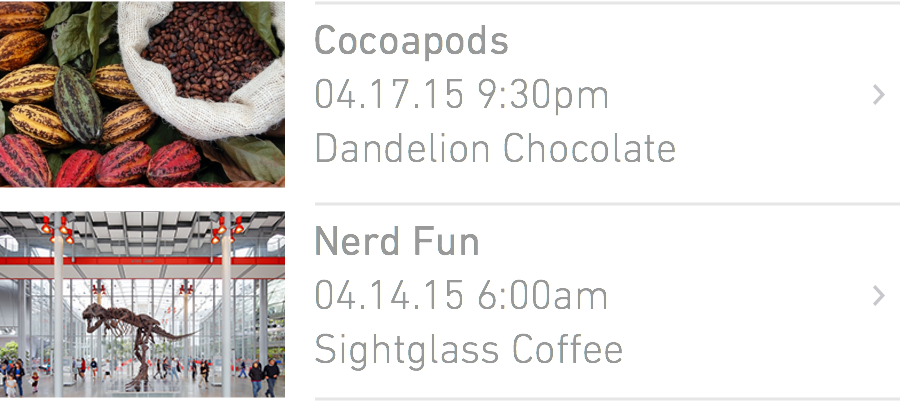 Cocoapods
04.17.15 9:30pm
Dandelion Chocolate
Nerd Fun
04.14.15 6:00am
Sightglass Coffee